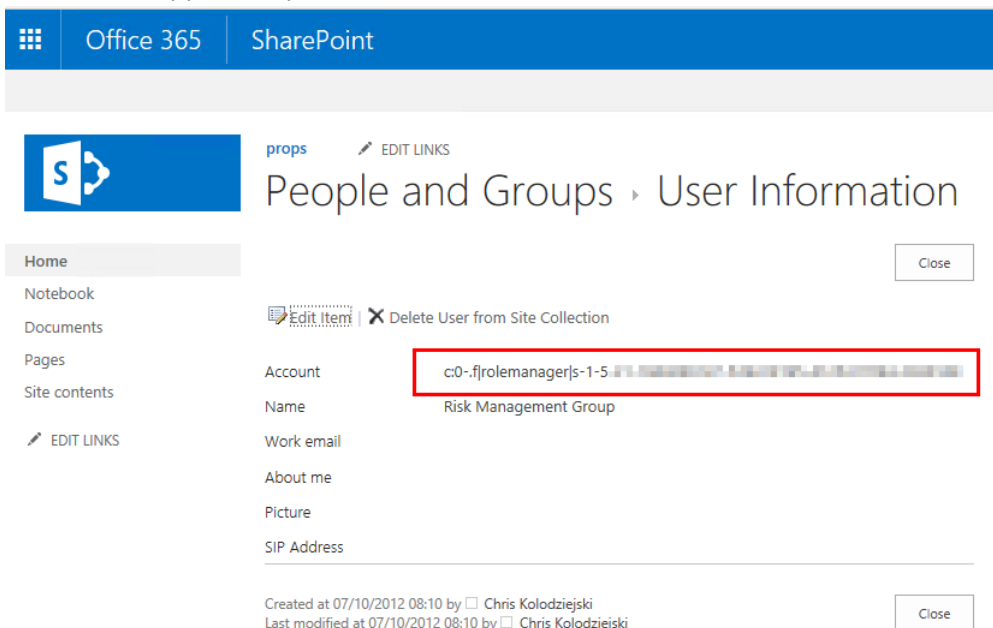 Office 365 SharePoint
S
props EDIT LINKS
People and Groups User Information
Close
Home
Notebook
Documents
Pages
Site contents
EDIT LINKS
Edit Item | Delete User from Site Collection
Account c:0-.f|rolemanager|s-1-5
Name Risk Management Group
Work email
About me
Picture
SIP Address
Created at 07/10/2012 08:10 by Chris Kolodziejski
Last modified at 07/10/2012 08:10 by Chris Kolodziejski
Close